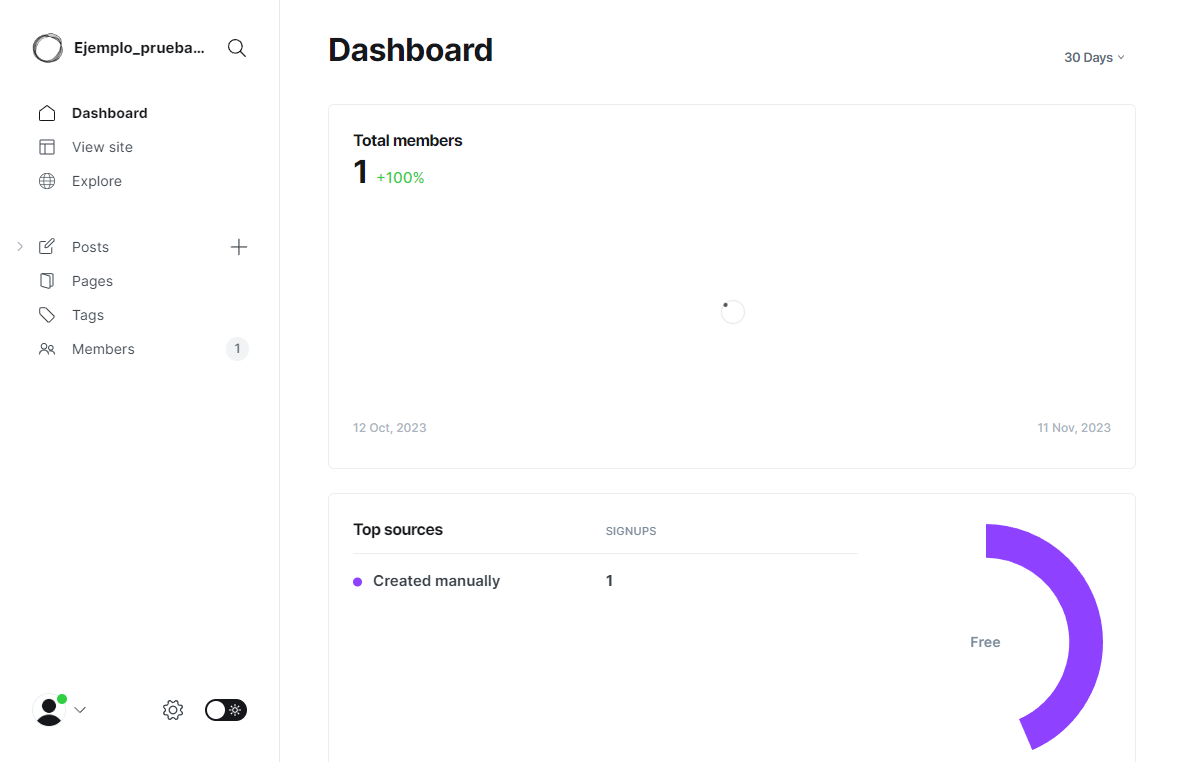 Ejemplo_prueba...
Dashboard
View site
Explore
Posts
Pages
Tags
Members 1
Dashboard
30 Days
Total members
1 +100%
12 Oct, 2023 11 Nov, 2023
Top sources SIGNUPS
Created manually 1
Free